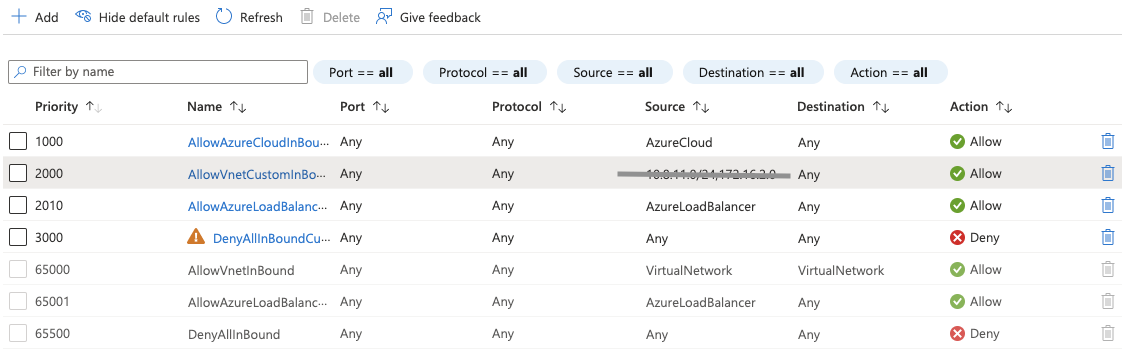 Add Hide default rules Refresh Delete Give feedback
Filter by name Port == all Protocol == all Source == all Destination == all Action == all
Priority Name Port Protocol Source Destination Action
1000 AllowAzureCloudInBou... Any Any AzureCloud Any Allow
2000 AllowVnetCustomInBo... Any Any Any Allow
2010 AllowAzureLoadBalanc... Any Any AzureLoadBalancer Any Allow
3000 DenyAllInBoundCu... Any Any Any Any Deny
65000 AllowVnetInBound Any Any VirtualNetwork VirtualNetwork Allow
65001 AllowAzureLoadBalanc... Any Any AzureLoadBalancer Any Allow
65500 DenyAllInBound Any Any Any Any Deny